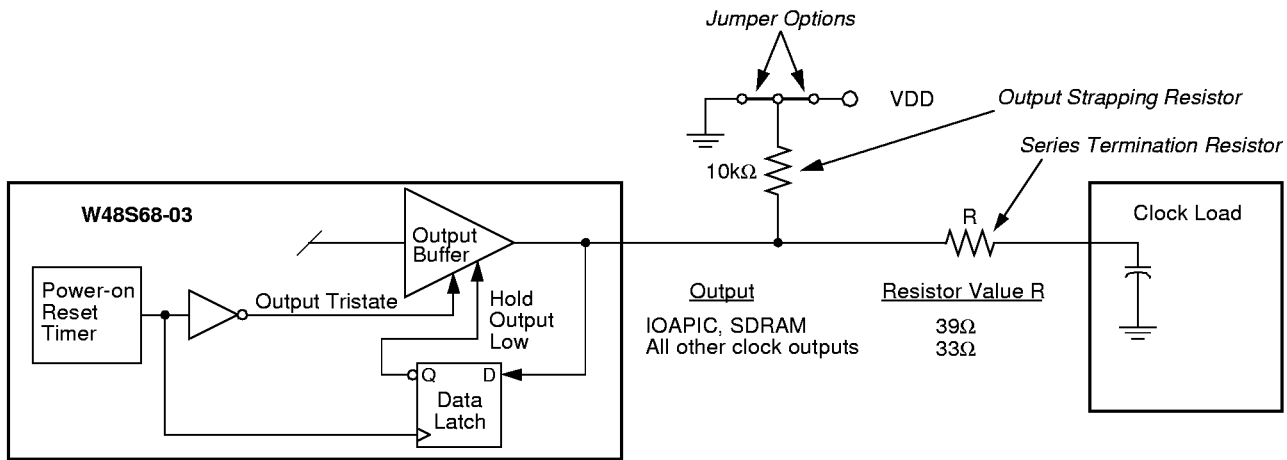 Jumper Options
VDD
Output Strapping Resistor
Series Termination Resistor
10kΩ
W48S68-03
Output
Buffer
R
Clock Load
Power-on
Reset
Timer
Output Tristate
Hold
Output
Low
Output
Resistor Value R
IOAPIC, SDRAM
39Ω
All other clock outputs
33Ω
Q
D
Data
Latch